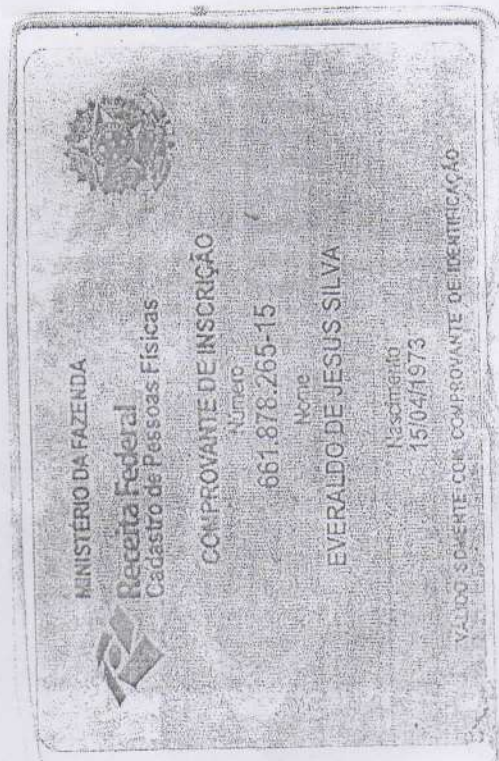 MINISTÉRIO DA FAZENDA
Receita Federal
Cadastro de Pessoas Físicas
COMPROVANTE DE INSCRIÇÃO
Número
661.878.265-15
Nome
EVERALDO DE JESUS SILVA
Nascimento
15/04/1973
VALIDO SOMENTE COM COMPROVANTE DE IDENTIFICAÇÃO